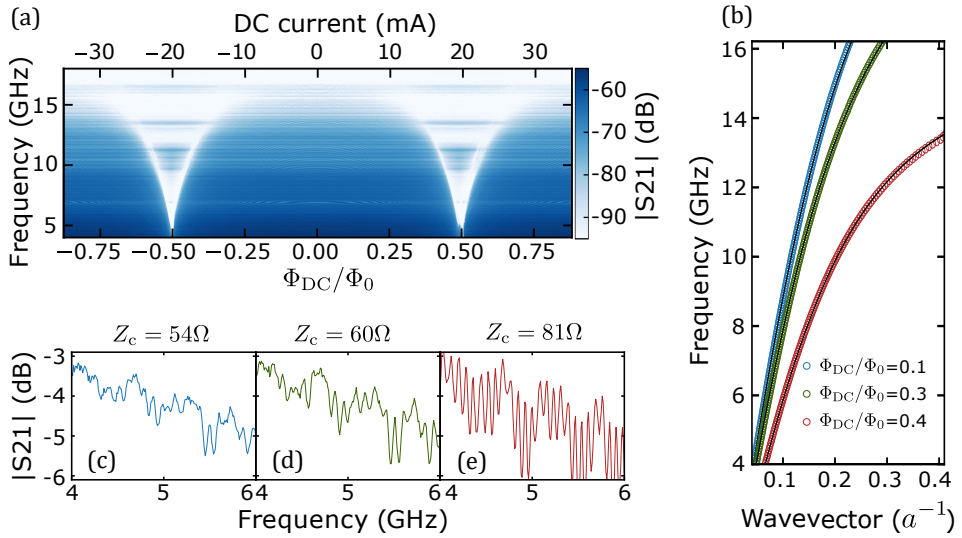 (a)
DC current (mA)
−30 −20 −10 0 10 20 30
Frequency (GHz)
15
10
5
−0.75 −0.50 −0.25 0.00 0.25 0.50 0.75
Φ_DC/Φ_0
-60
-70
-80
-90
|S21| (dB)
Z_c = 54Ω
Z_c = 60Ω
Z_c = 81Ω
|S21| (dB)
-3
-4
-5
-6
(c)
(d)
(e)
4 5 6 4 5 6 4 5 6
Frequency (GHz)
(b)
Frequency (GHz)
16
14
12
10
8
6
4
Φ_DC/Φ_0=0.1
Φ_DC/Φ_0=0.3
Φ_DC/Φ_0=0.4
0.1 0.2 0.3 0.4
Wavevector (a⁻¹)